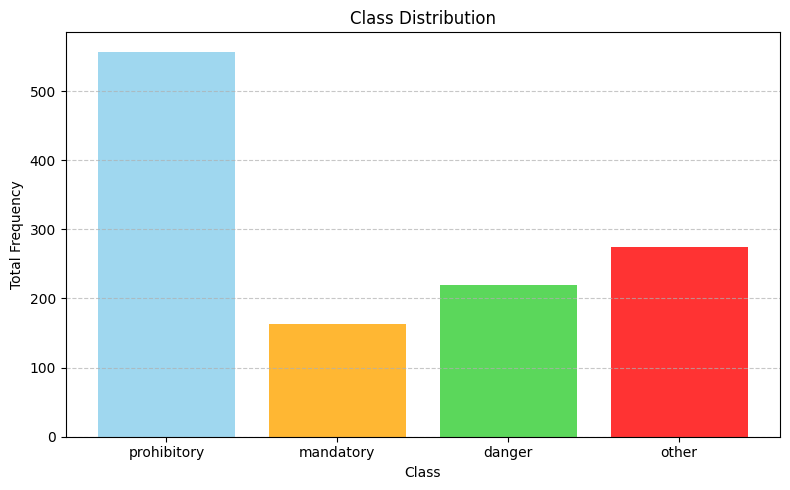 Class Distribution
Total Frequency
500
400
300
200
100
0
prohibitory
mandatory
danger
other
Class